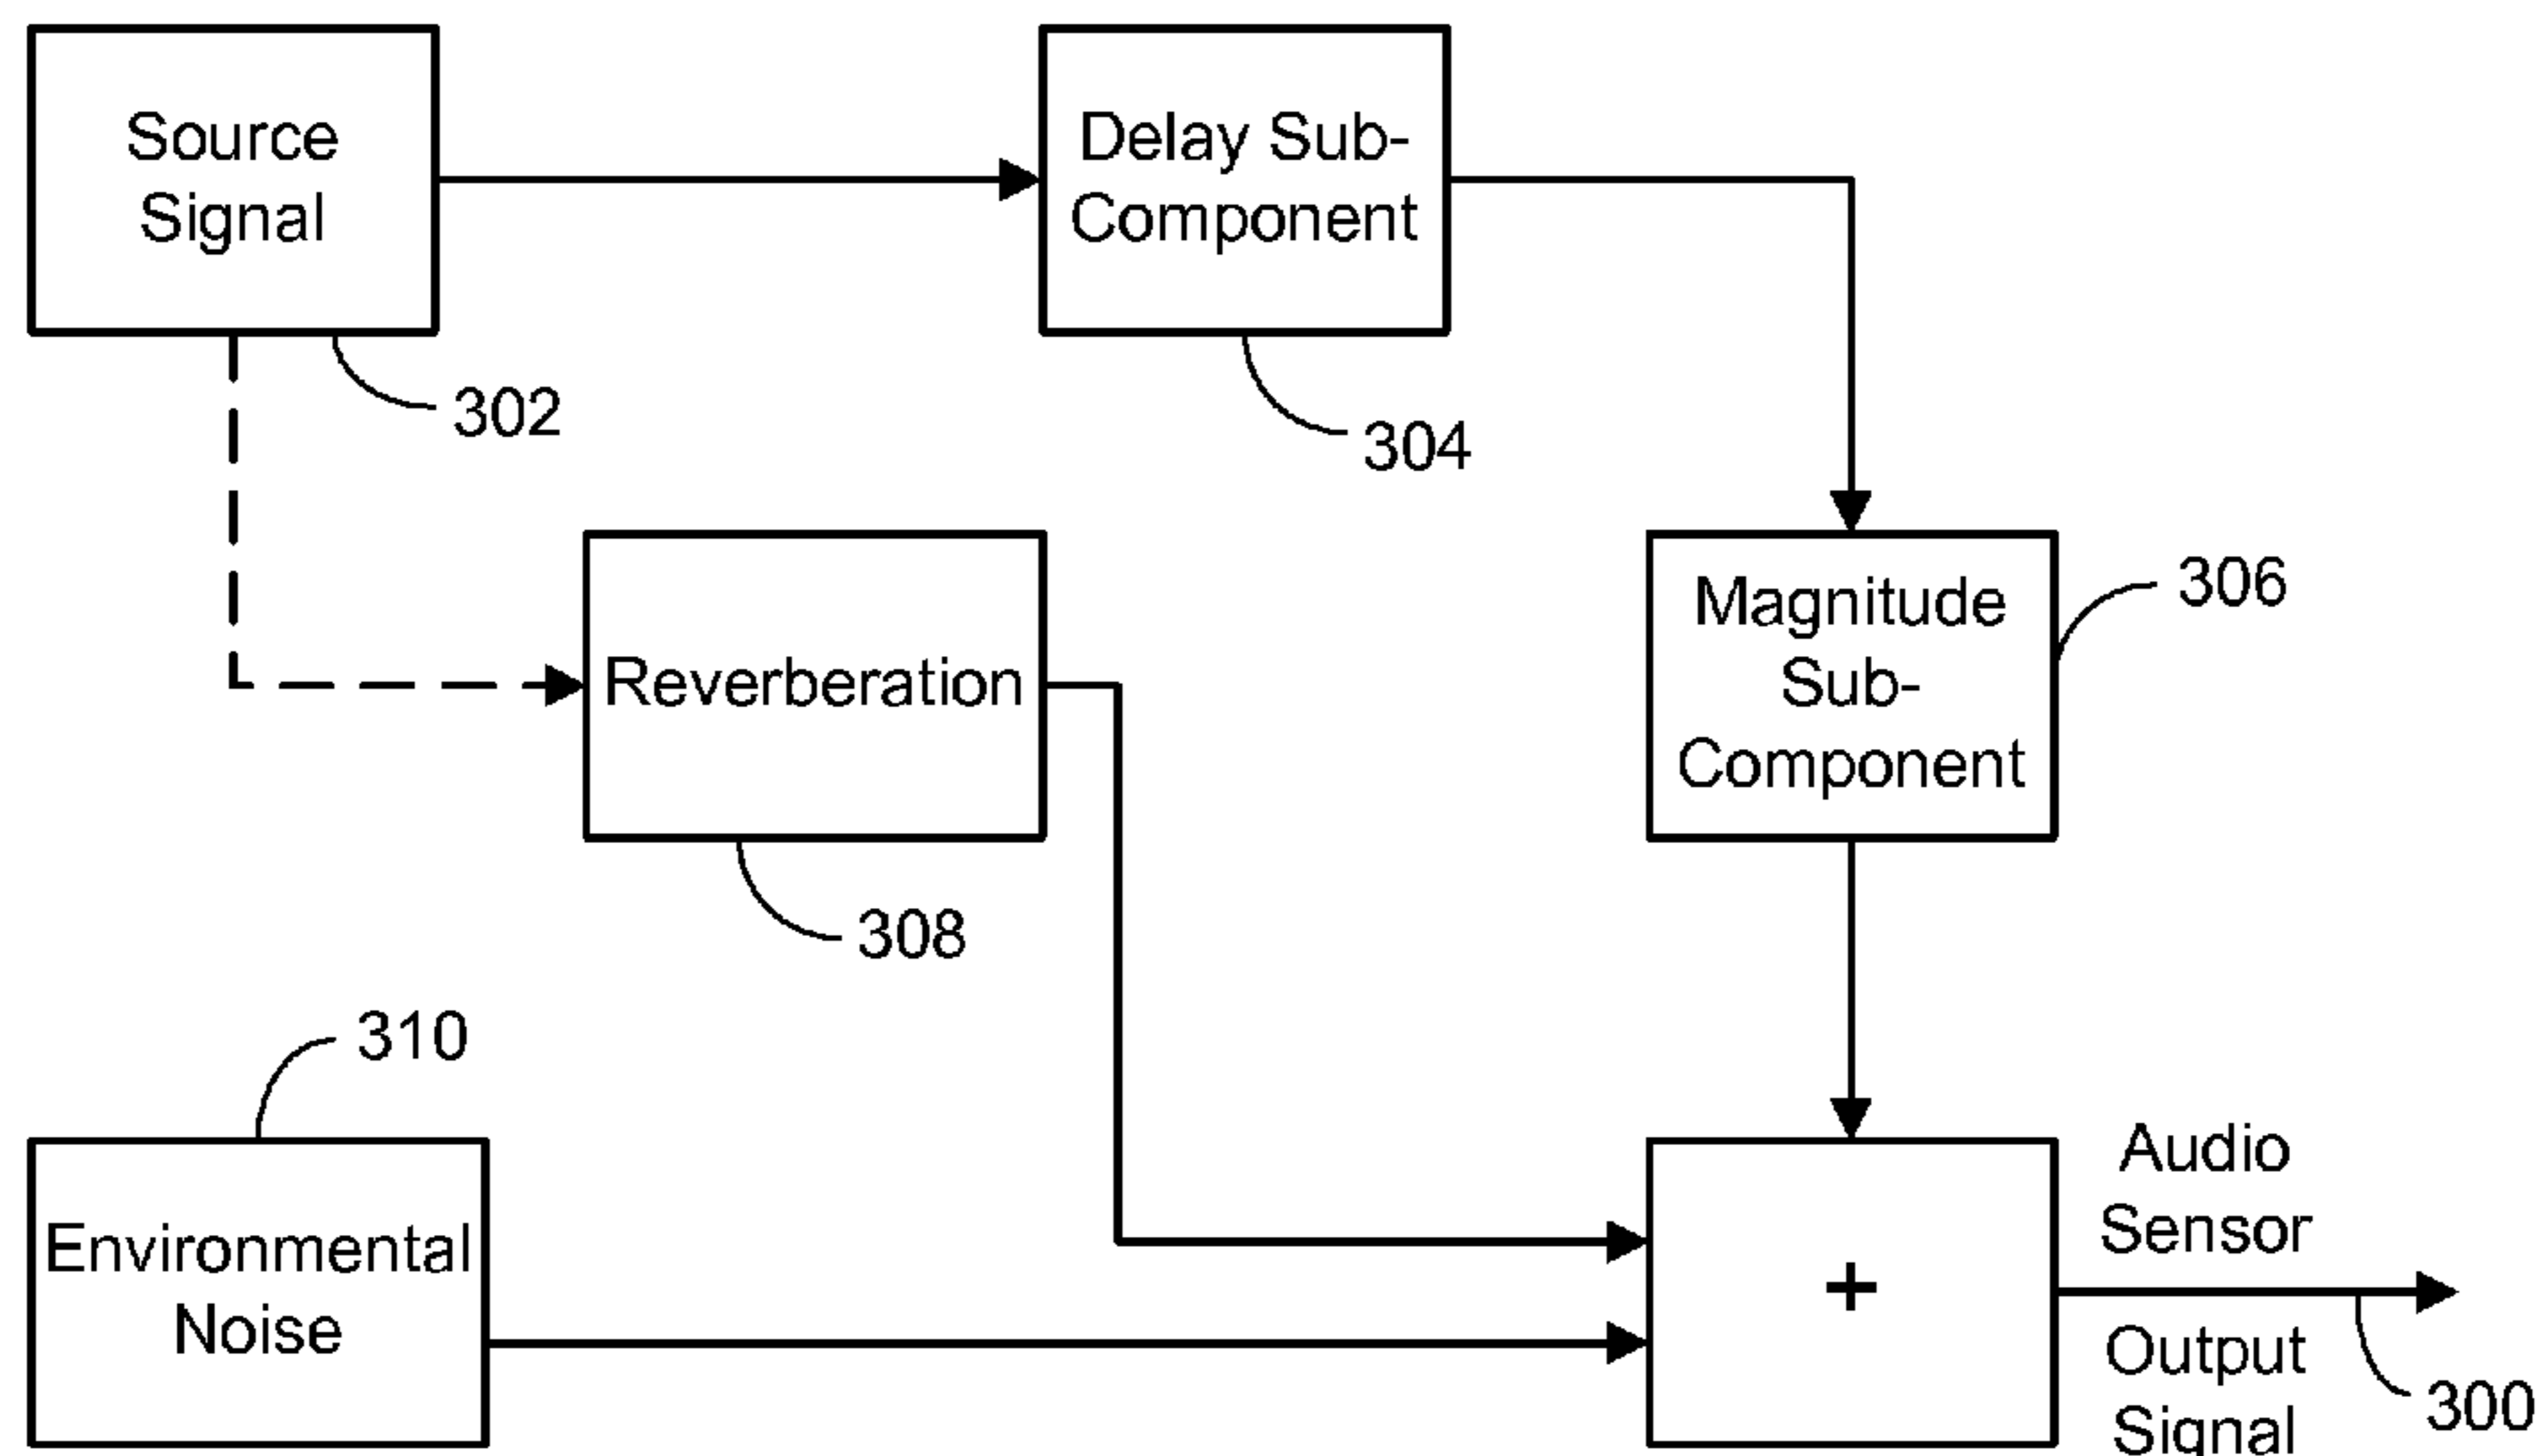 Source
Signal
302
Delay Sub-
Component
304
Magnitude
Sub-
Component
306
Reverberation
308
310
Environmental
Noise
+
Audio
Sensor
Output
Signal
300